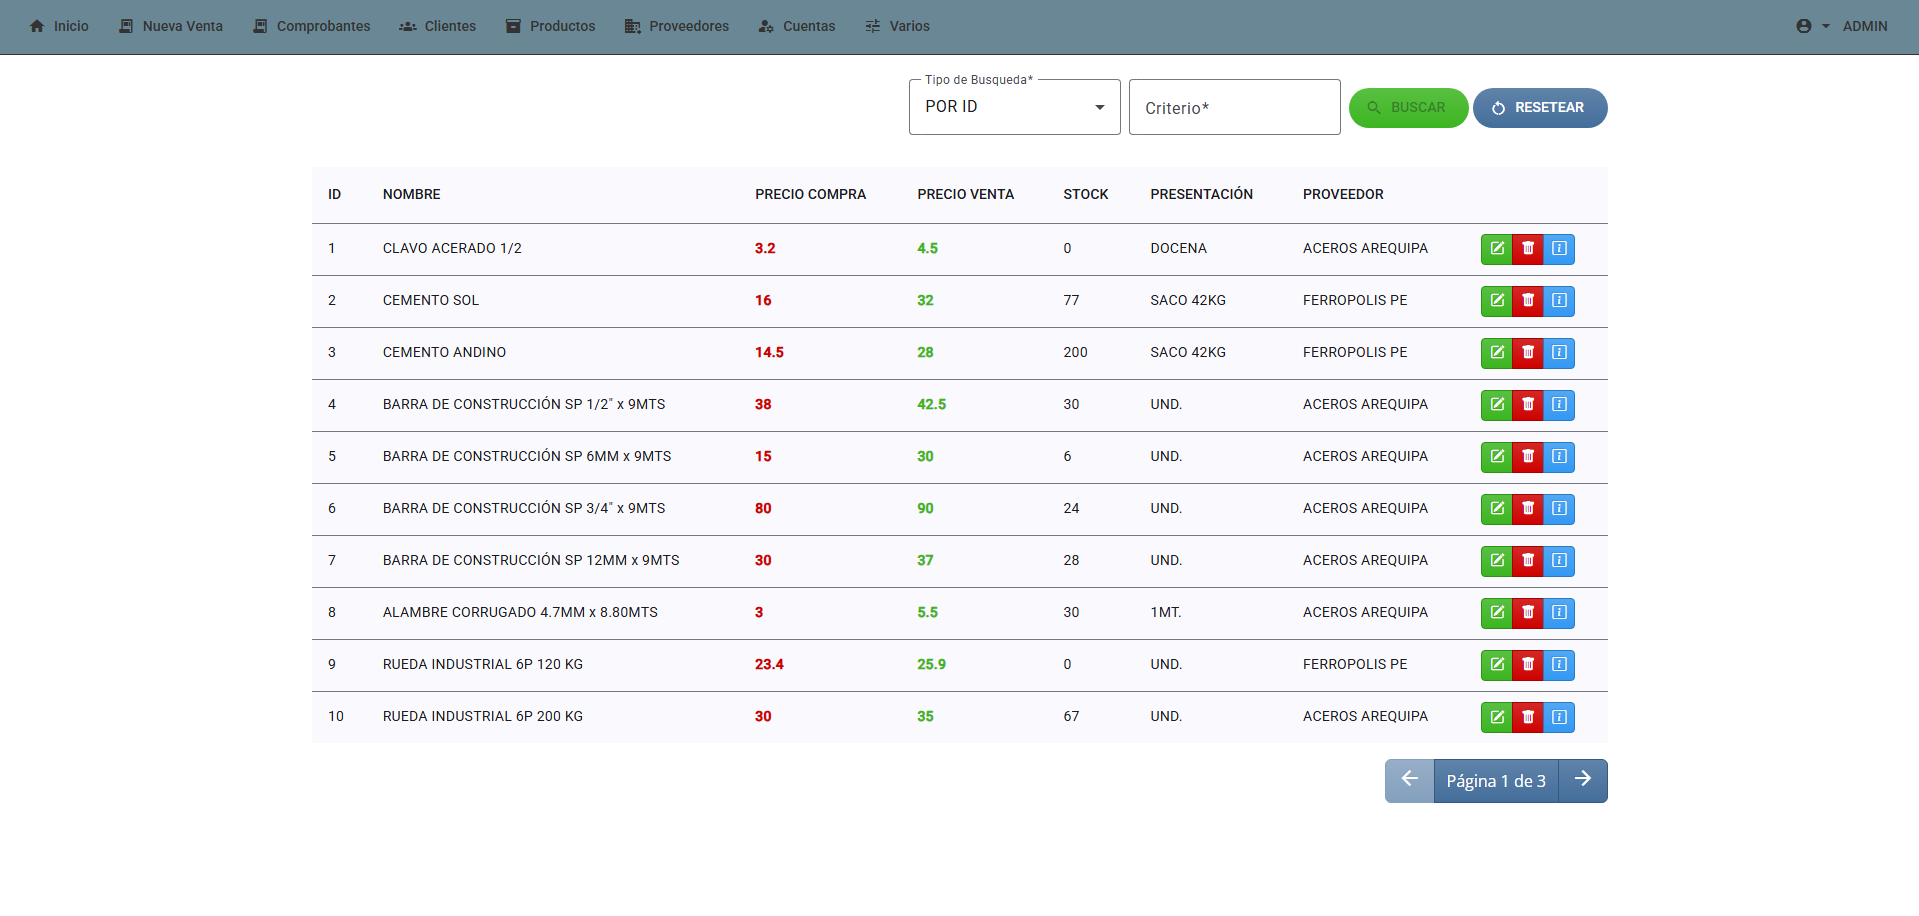 Inicio Nueva Venta Comprobantes Clientes Productos Proveedores Cuentas Varios ADMIN
Tipo de Busqueda*
POR ID Criterio* BUSCAR RESETEAR
ID NOMBRE PRECIO COMPRA PRECIO VENTA STOCK PRESENTACIÓN PROVEEDOR
1 CLAVO ACERADO 1/2 3.2 4.5 0 DOCENA ACEROS AREQUIPA
2 CEMENTO SOL 16 32 77 SACO 42KG FERROPOLIS PE
3 CEMENTO ANDINO 14.5 28 200 SACO 42KG FERROPOLIS PE
4 BARRA DE CONSTRUCCIÓN SP 1/2" x 9MTS 38 42.5 30 UND. ACEROS AREQUIPA
5 BARRA DE CONSTRUCCIÓN SP 6MM x 9MTS 15 30 6 UND. ACEROS AREQUIPA
6 BARRA DE CONSTRUCCIÓN SP 3/4" x 9MTS 80 90 24 UND. ACEROS AREQUIPA
7 BARRA DE CONSTRUCCIÓN SP 12MM x 9MTS 30 37 28 UND. ACEROS AREQUIPA
8 ALAMBRE CORRUGADO 4.7MM x 8.80MTS 3 5.5 30 1MT. ACEROS AREQUIPA
9 RUEDA INDUSTRIAL 6P 120 KG 23.4 25.9 0 UND. FERROPOLIS PE
10 RUEDA INDUSTRIAL 6P 200 KG 30 35 67 UND. ACEROS AREQUIPA
Página 1 de 3